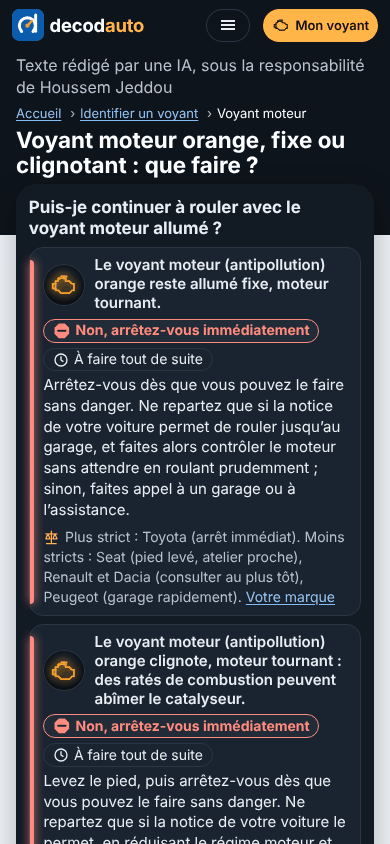 decodauto
Mon voyant
Texte rédigé par une IA, sous la responsabilité
de Houssem Jeddou
Accueil › Identifier un voyant › Voyant moteur
Voyant moteur orange, fixe ou
clignotant : que faire ?
Puis-je continuer à rouler avec le
voyant moteur allumé ?
Le voyant moteur (antipollution)
orange reste allumé fixe, moteur
tournant.
Non, arrêtez-vous immédiatement
À faire tout de suite
Arrêtez-vous dès que vous pouvez le faire
sans danger. Ne repartez que si la notice
de votre voiture permet de rouler jusqu’au
garage, et faites alors contrôler le moteur
sans attendre en roulant prudemment ;
sinon, faites appel à un garage ou à
l’assistance.
Plus strict : Toyota (arrêt immédiat). Moins
stricts : Seat (pied levé, atelier proche),
Renault et Dacia (consulter au plus tôt),
Peugeot (garage rapidement). Votre marque
Le voyant moteur (antipollution)
orange clignote, moteur tournant :
des ratés de combustion peuvent
abîmer le catalyseur.
Non, arrêtez-vous immédiatement
À faire tout de suite
Levez le pied, puis arrêtez-vous dès que
vous pouvez le faire sans danger. Ne
repartez que si la notice de votre voiture le
permet, en réduisant le régime moteur et